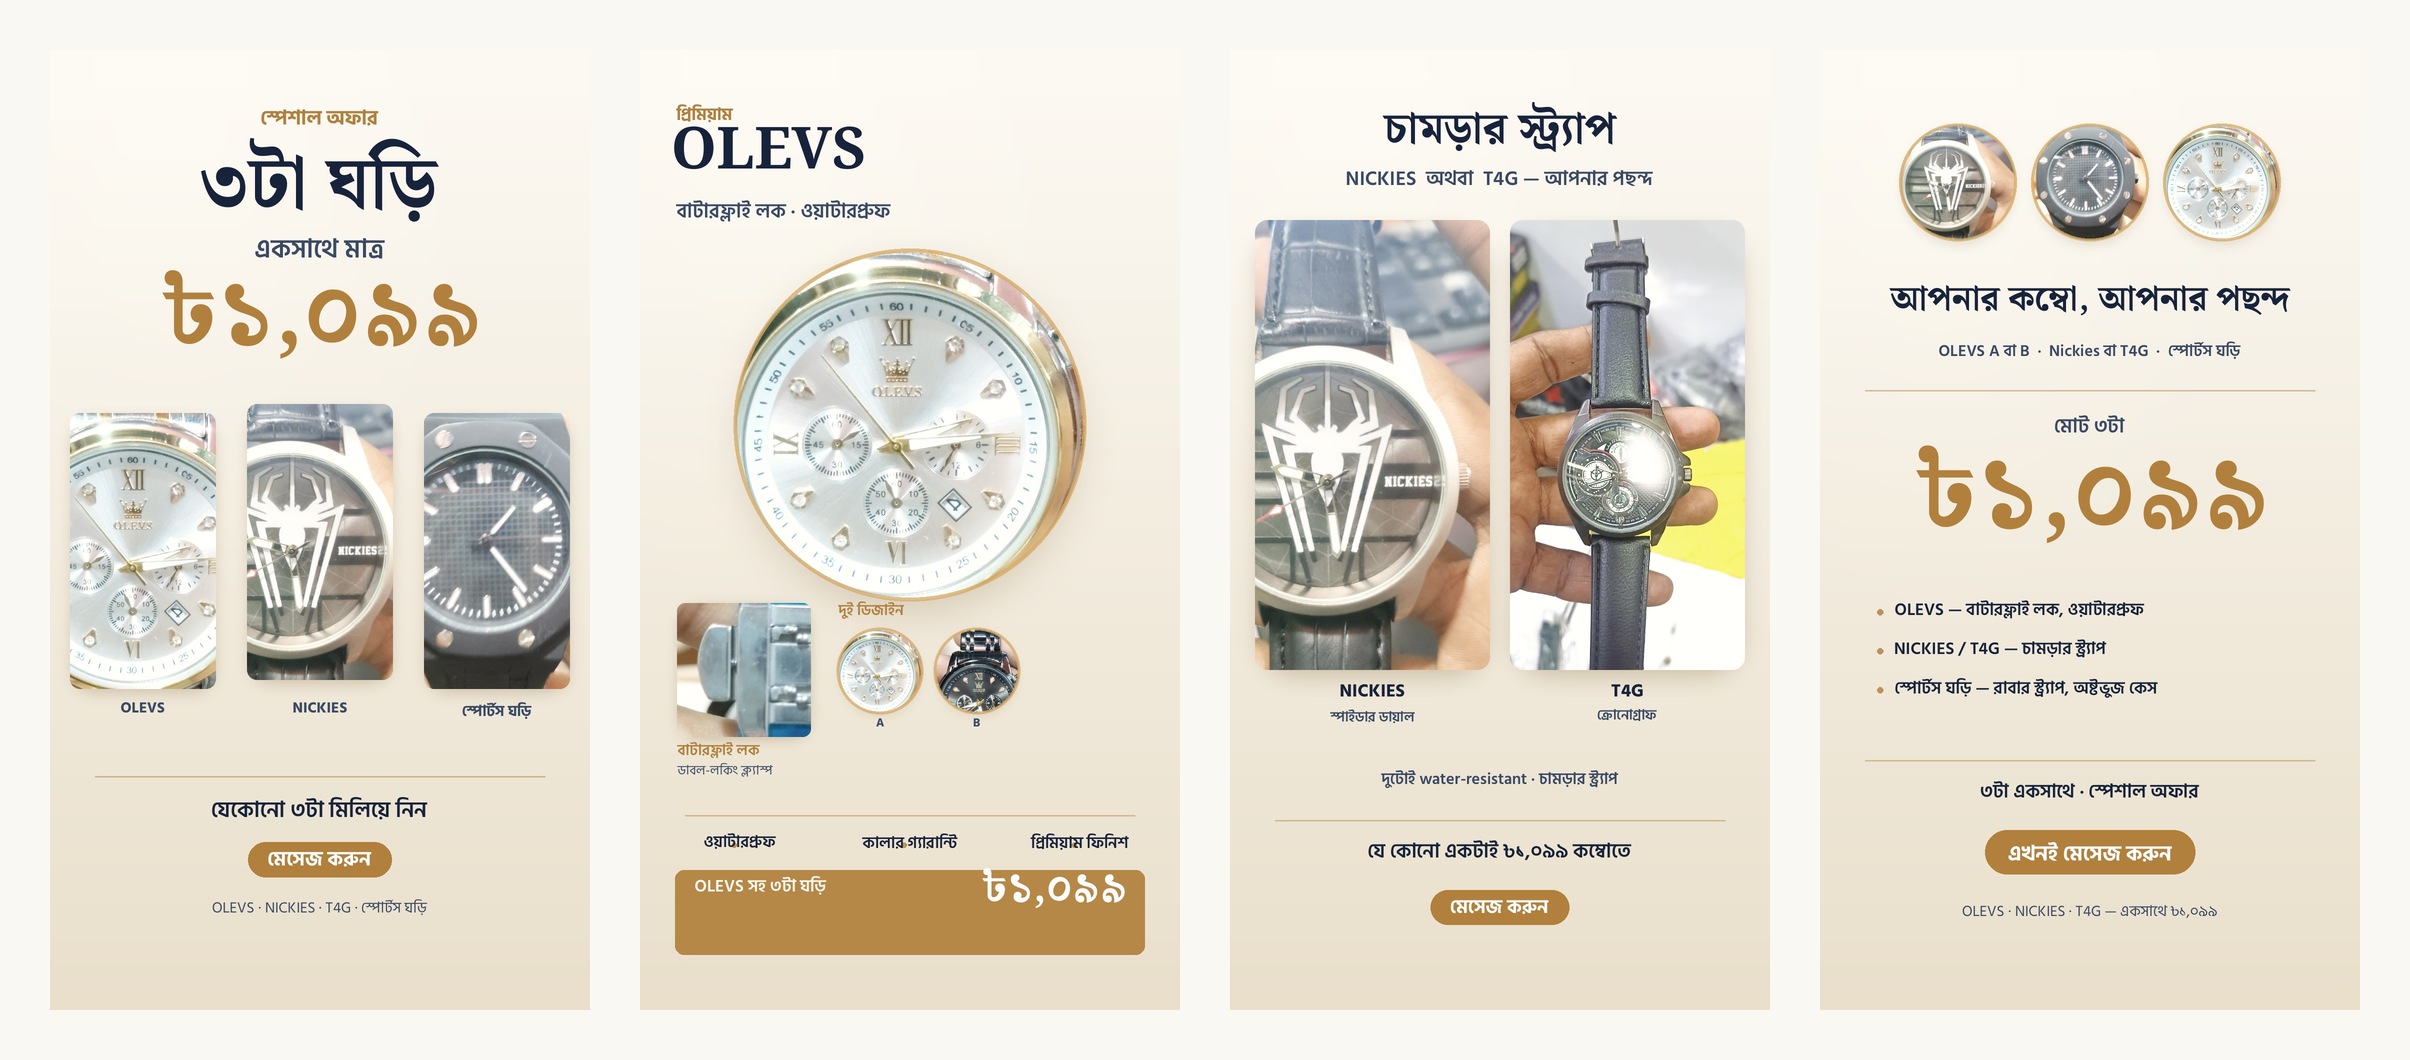 স্পেশাল অফার
৩টা ঘড়ি
একসাথে মাত্র
৳১,০৯৯
OLEVS
NICKIES
OLEVS
NICKIES
স্পোর্টস ঘড়ি
যেকোনো ৩টা মিলিয়ে নিন
মেসেজ করুন
OLEVS · NICKIES · T4G · স্পোর্টস ঘড়ি
প্রিমিয়াম
OLEVS
বাটারফ্লাই লক · ওয়াটারপ্রুফ
OLEVS
দুই ডিজাইন
A
B
বাটারফ্লাই লক
ডাবল-লকিং ক্ল্যাস্প
ওয়াটারপ্রুফ
কালার গ্যারান্টি
প্রিমিয়াম ফিনিশ
OLEVS সহ ৩টা ঘড়ি
৳১,০৯৯
চামড়ার স্ট্র্যাপ
NICKIES অথবা T4G — আপনার পছন্দ
NICKIES
NICKIES
স্পাইডার ডায়াল
T4G
ক্রোনোগ্রাফ
দুটোই water-resistant · চামড়ার স্ট্র্যাপ
যে কোনো একটাই ৳১,০৯৯ কম্বোতে
মেসেজ করুন
আপনার কম্বো, আপনার পছন্দ
OLEVS A বা B · Nickies বা T4G · স্পোর্টস ঘড়ি
মোট ৩টা
৳১,০৯৯
OLEVS — বাটারফ্লাই লক, ওয়াটারপ্রুফ
NICKIES / T4G — চামড়ার স্ট্র্যাপ
স্পোর্টস ঘড়ি — রাবার স্ট্র্যাপ, অষ্টভুজ কেস
৩টা একসাথে · স্পেশাল অফার
এখনই মেসেজ করুন
OLEVS · NICKIES · T4G — একসাথে ৳১,০৯৯